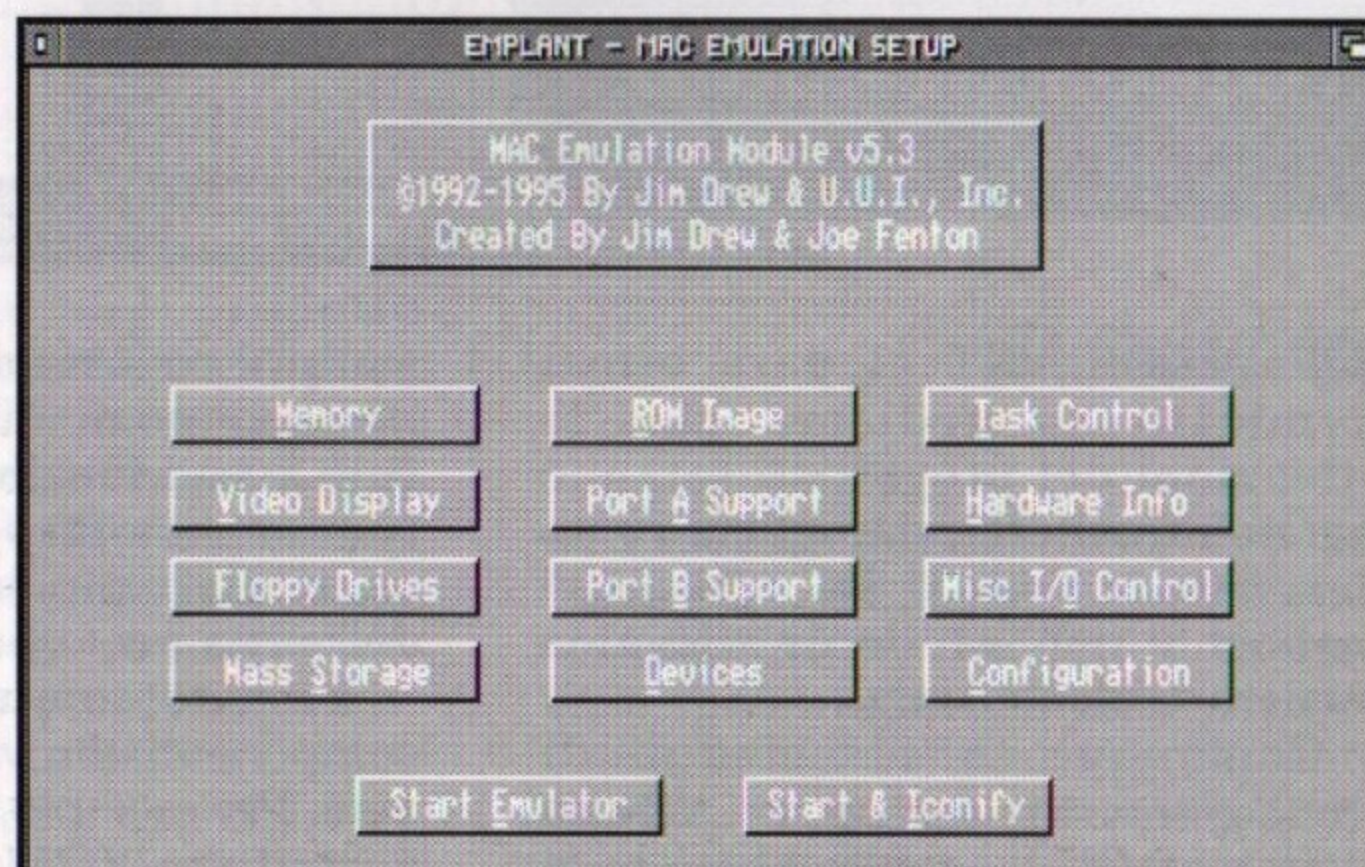 EMPLANT - MAC EMULATION SETUP
MAC Emulation Module v5.3
©1992-1995 By Jim Drew & U.U.I., Inc.
Created By Jim Drew & Joe Fenton
Memory
ROM Image
Task Control
Video Display
Port A Support
Hardware Info
Floppy Drives
Port B Support
Misc I/O Control
Mass Storage
Devices
Configuration
Start Emulator
Start & Iconify